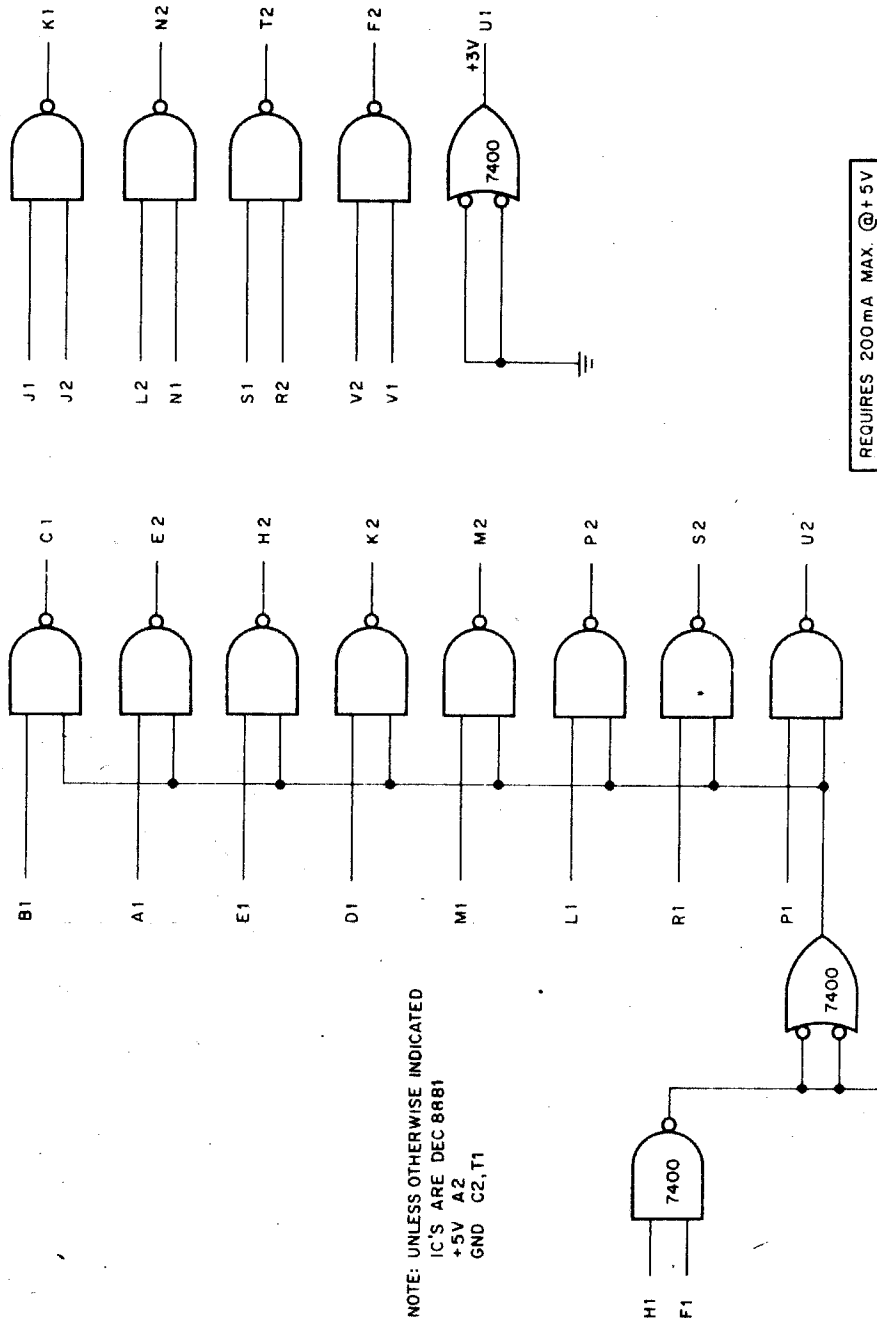 B1
C1
A1
E2
E1
H2
D1
K2
M1
M2
L1
P2
R1
S2
P1
U2
J1
J2
K1
L2
N1
N2
S1
R2
T2
V2
V1
F2
7400
+3V
U1
NOTE: UNLESS OTHERWISE INDICATED
IC'S ARE DEC 8881
+5V A2
GND C2,T1
H1
F1
7400
7400
REQUIRES 200mA MAX. @+5V